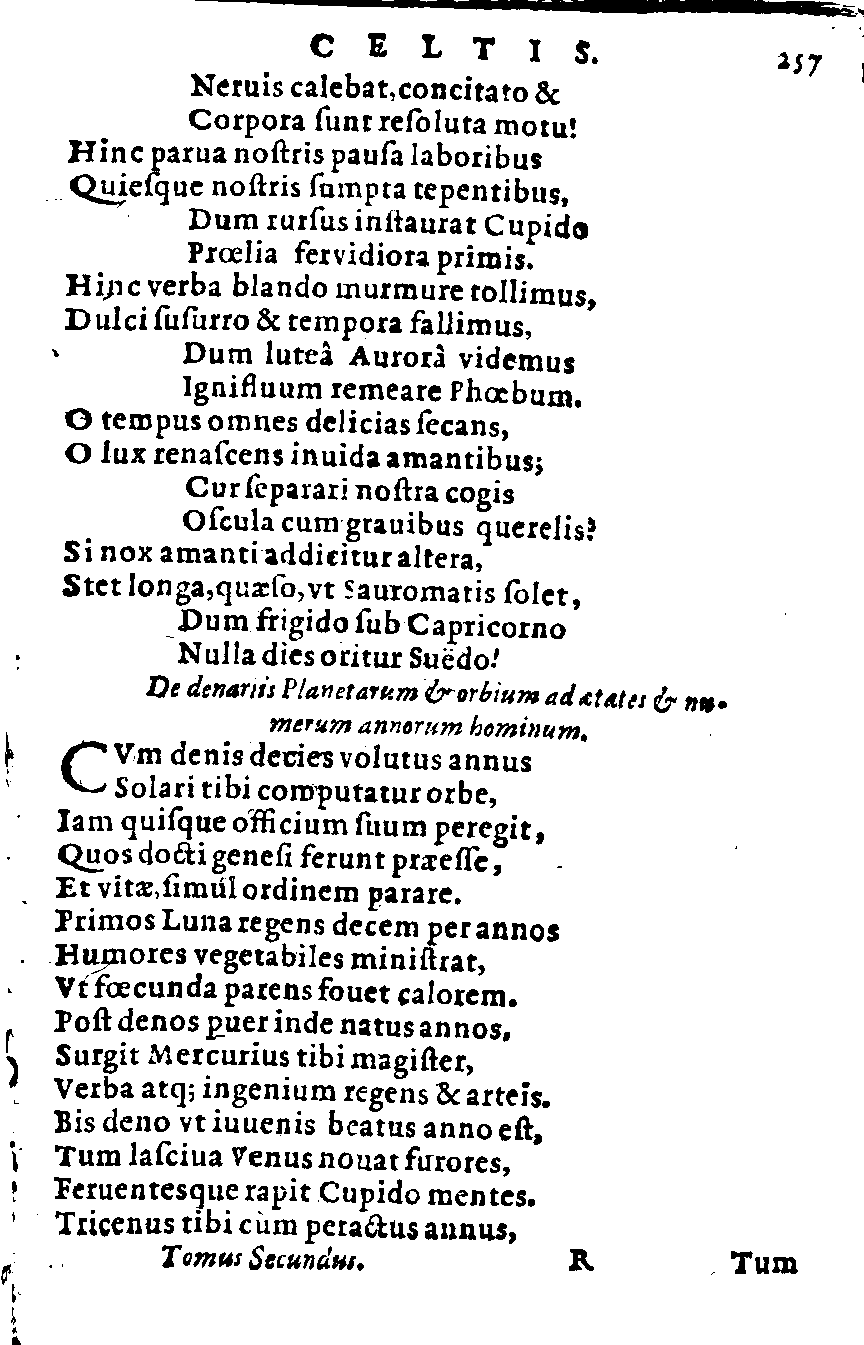 CELTIS. 257
Neruis calebat, concitato &
Corpora ſunt reſoluta motu!
Hinc parua noſtris pauſa laboribus
Quieſque noſtris ſumpta tepentibus,
Dum rurſus inſtaurat Cupido
Prœlia fervidiora primis.
Hinc verba blando murmure tollimus,
Dulci ſuſurro & tempora fallimus,
Dum luteâ Aurorâ videmus
Ignifluum remeare Phœbum.
O tempus omnes delicias ſecans,
O lux renaſcens inuida amantibus;
Cur ſeparari noſtra cogis
Oſcula cum grauibus querelis?
Si nox amanti addicitur altera,
Stet longa, quæſo, vt Sauromatis ſolet,
Dum frigido ſub Capricorno
Nulla dies oritur Suëdo!
De denariis Planetarum & orbium ad ætates & nu-
merum annorum hominum.
CVm denis decies volutus annus
Solari tibi computatur orbe,
Iam quiſque officium ſuum peregit,
Quos docti geneſi ferunt præeſſe,
Et vitæ, ſimúl ordinem parare.
Primos Luna regens decem per annos
Humores vegetabiles miniſtrat,
Vt fœcunda parens fouet calorem.
Poſt denos puer inde natus annos,
Surgit Mercurius tibi magiſter,
Verba atq; ingenium regens & arteis.
Bis deno vt iuuenis beatus anno eſt,
Tum laſciua Venus nouat furores,
Feruentesque rapit Cupido mentes.
Tricenus tibi cùm peractus annus,
Tomus Secundus. R Tum